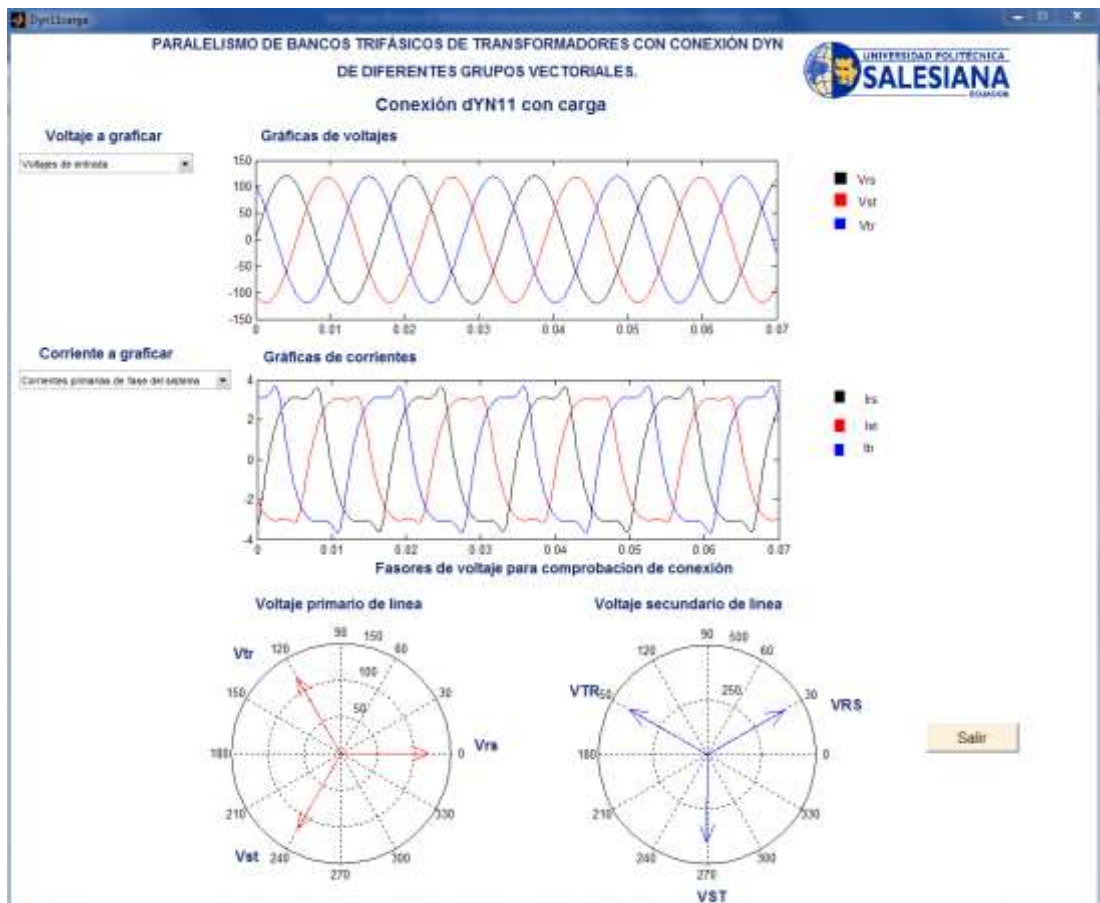 Dyn11carga
PARALELISMO DE BANCOS TRIFÁSICOS DE TRANSFORMADORES CON CONEXIÓN DYN
DE DIFERENTES GRUPOS VECTORIALES.
UNIVERSIDAD POLITÉCNICA
SALESIANA
ECUADOR
Conexión dYN11 con carga
Voltaje a graficar
Voltajes de entrada
Gráficas de voltajes
150
100
50
0
-50
-100
-150
0 0.01 0.02 0.03 0.04 0.05 0.06 0.07
Vrs
Vst
Vtr
Corriente a graficar
Corrientes primarias de fase del sistema
Gráficas de corrientes
4
2
0
-2
-4
0 0.01 0.02 0.03 0.04 0.05 0.06 0.07
Irs
Ist
Itr
Fasores de voltaje para comprobacion de conexión
Voltaje primario de linea
90 150
120 60
Vtr
100
150 30
50
180 0 Vrs
210 330
Vst 240 300
270
Voltaje secundario de linea
90 500
120 60
VTR 150 250 30 VRS
180 0
210 330
240 300
270
VST
Salir